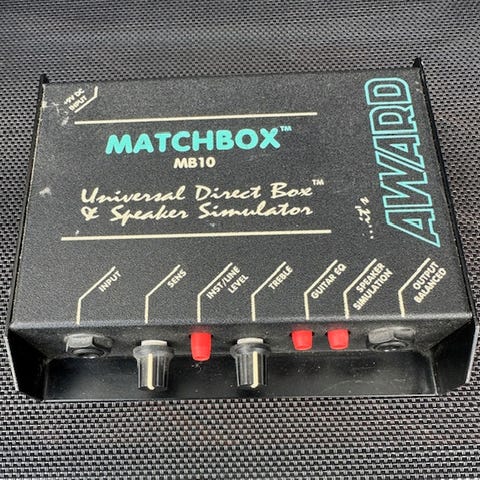 +9V DC
INPUT
MATCHBOX™
MB10
Universal Direct Box™
& Speaker Simulator
...it's
AWARD
INPUT
SENS
INST/LINE
LEVEL
TREBLE
GUITAR EQ
SPEAKER
SIMULATION
OUTPUT
BALANCED